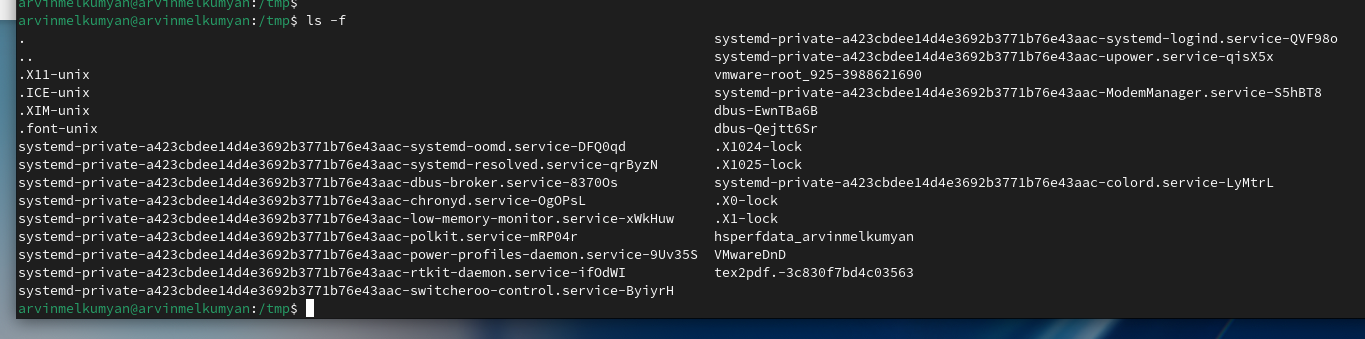 arvinmelkumyan@arvinmelkumyan:/tmp$
arvinmelkumyan@arvinmelkumyan:/tmp$ ls -f
.
..
.X11-unix
.ICE-unix
.XIM-unix
.font-unix
systemd-private-a423cbdee14d4e3692b3771b76e43aac-systemd-oomd.service-DFQ0qd
systemd-private-a423cbdee14d4e3692b3771b76e43aac-systemd-resolved.service-qrByzN
systemd-private-a423cbdee14d4e3692b3771b76e43aac-dbus-broker.service-8370Os
systemd-private-a423cbdee14d4e3692b3771b76e43aac-chronyd.service-OgOPsL
systemd-private-a423cbdee14d4e3692b3771b76e43aac-low-memory-monitor.service-xWkHuw
systemd-private-a423cbdee14d4e3692b3771b76e43aac-polkit.service-mRP04r
systemd-private-a423cbdee14d4e3692b3771b76e43aac-power-profiles-daemon.service-9Uv35S
systemd-private-a423cbdee14d4e3692b3771b76e43aac-rtkit-daemon.service-ifOdWI
systemd-private-a423cbdee14d4e3692b3771b76e43aac-switcheroo-control.service-ByiyrH
systemd-private-a423cbdee14d4e3692b3771b76e43aac-systemd-logind.service-QVF98o
systemd-private-a423cbdee14d4e3692b3771b76e43aac-upower.service-qisX5x
vmware-root_925-3988621690
systemd-private-a423cbdee14d4e3692b3771b76e43aac-ModemManager.service-S5hBT8
dbus-EwnTBa6B
dbus-Qejtt6Sr
.X1024-lock
.X1025-lock
systemd-private-a423cbdee14d4e3692b3771b76e43aac-colord.service-LyMtrL
.X0-lock
.X1-lock
hsperfdata_arvinmelkumyan
VMwareDnD
tex2pdf.-3c830f7bd4c03563
arvinmelkumyan@arvinmelkumyan:/tmp$